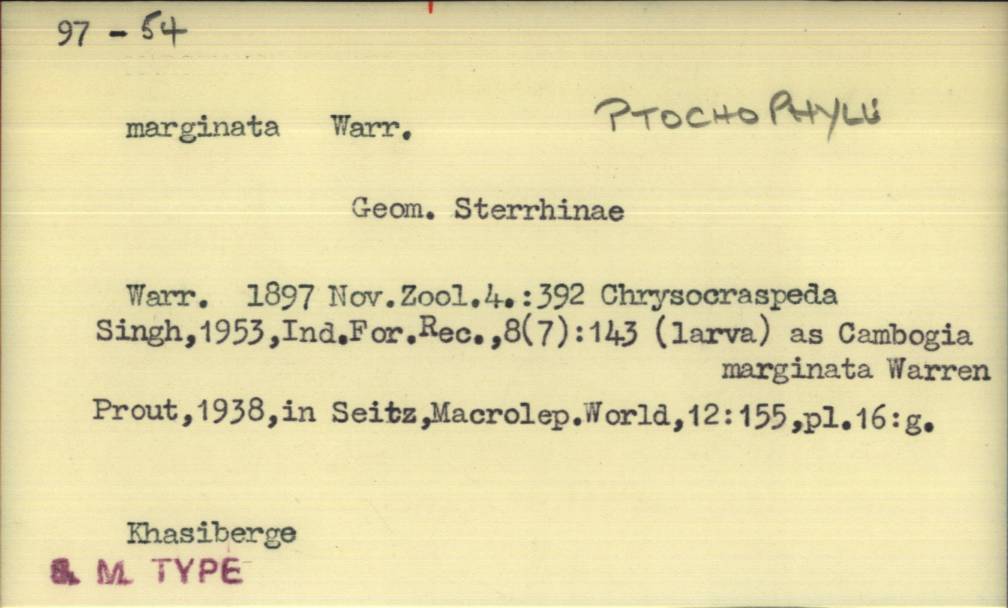 97 - 54
marginata Warr. PTOCHOPHYLL
Geom. Sterrhinae
Warr. 1897 Nov.Zool.4.:392 Chrysocraspeda
Singh,1953,Ind.For.Rec.,8(7):143 (larva) as Cambogia
marginata Warren
Prout,1938,in Seitz,Macrolep.World,12:155,pl.16:g.
Khasiberge
M. TYPE